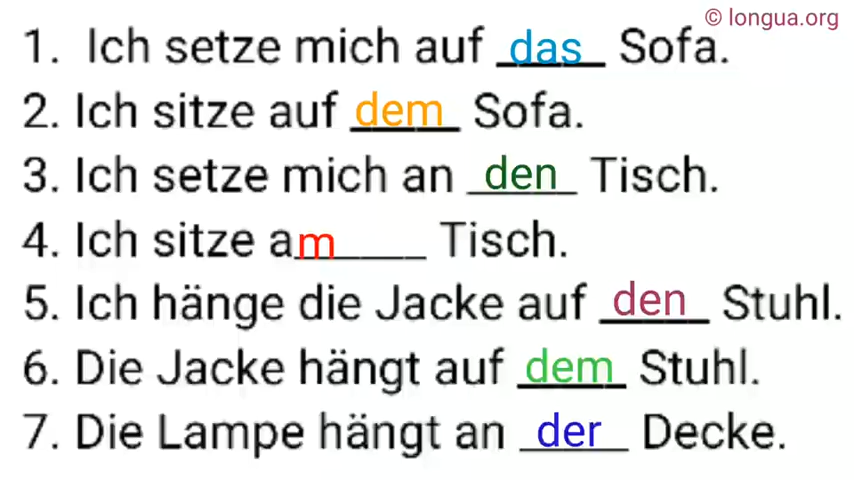 © longua.org
1. Ich setze mich auf das Sofa.
2. Ich sitze auf dem Sofa.
3. Ich setze mich an den Tisch.
4. Ich sitze am Tisch.
5. Ich hänge die Jacke auf den Stuhl.
6. Die Jacke hängt auf dem Stuhl.
7. Die Lampe hängt an der Decke.